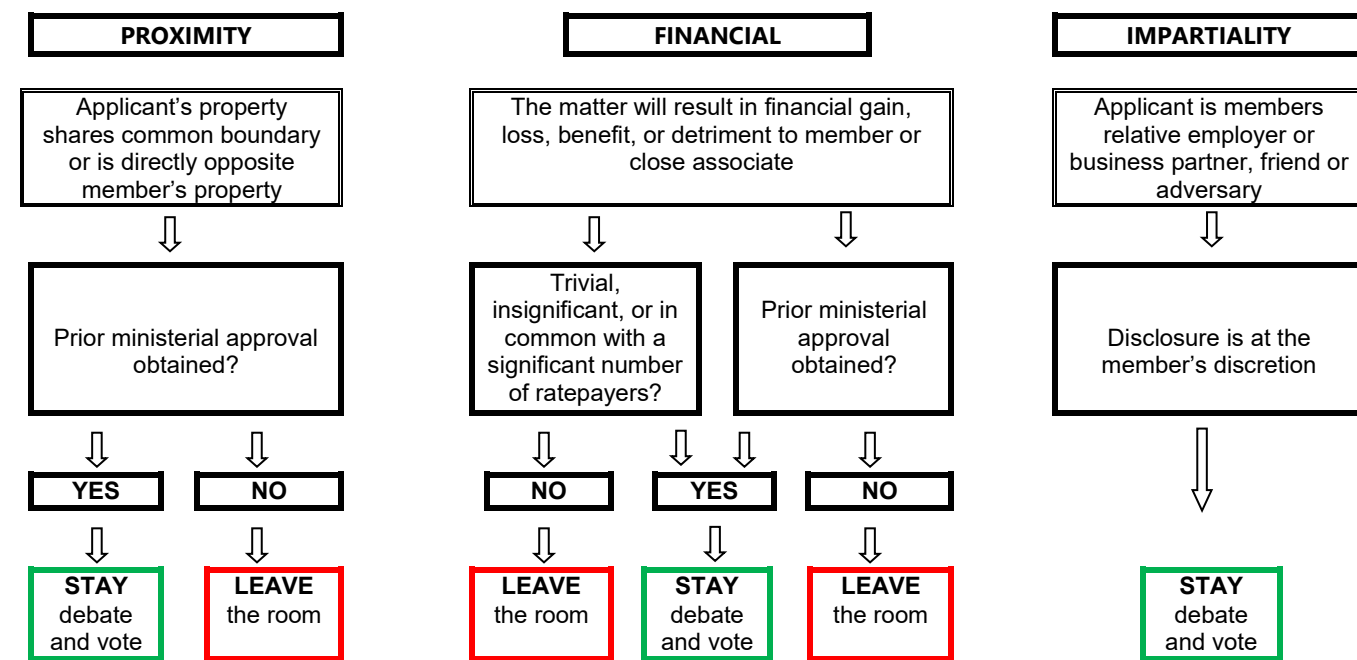 PROXIMITY
Applicant’s property
shares common boundary
or is directly opposite
member’s property
Prior ministerial approval
obtained?
YES
NO
STAY
debate
and vote
LEAVE
the room
FINANCIAL
The matter will result in financial gain,
loss, benefit, or detriment to member or
close associate
Trivial,
insignificant, or in
common with a
significant number
of ratepayers?
Prior ministerial
approval
obtained?
NO
YES
NO
LEAVE
the room
STAY
debate
and vote
LEAVE
the room
IMPARTIALITY
Applicant is members
relative employer or
business partner, friend or
adversary
Disclosure is at the
member’s discretion
STAY
debate
and vote